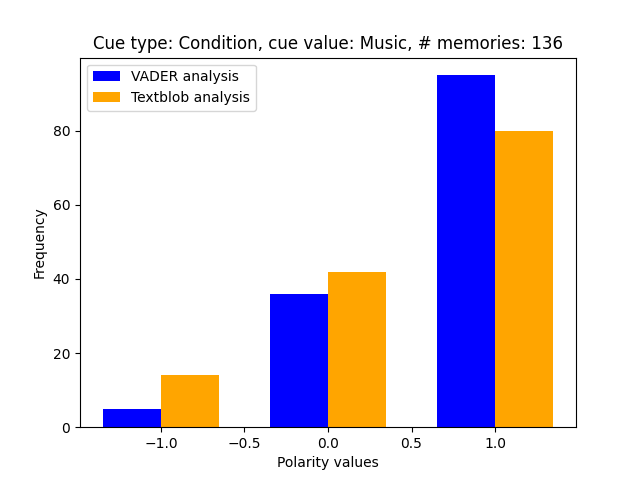 Cue type: Condition, cue value: Music, # memories: 136
VADER analysis
Textblob analysis
80
60
40
20
0
Frequency
−1.0 −0.5 0.0 0.5 1.0
Polarity values